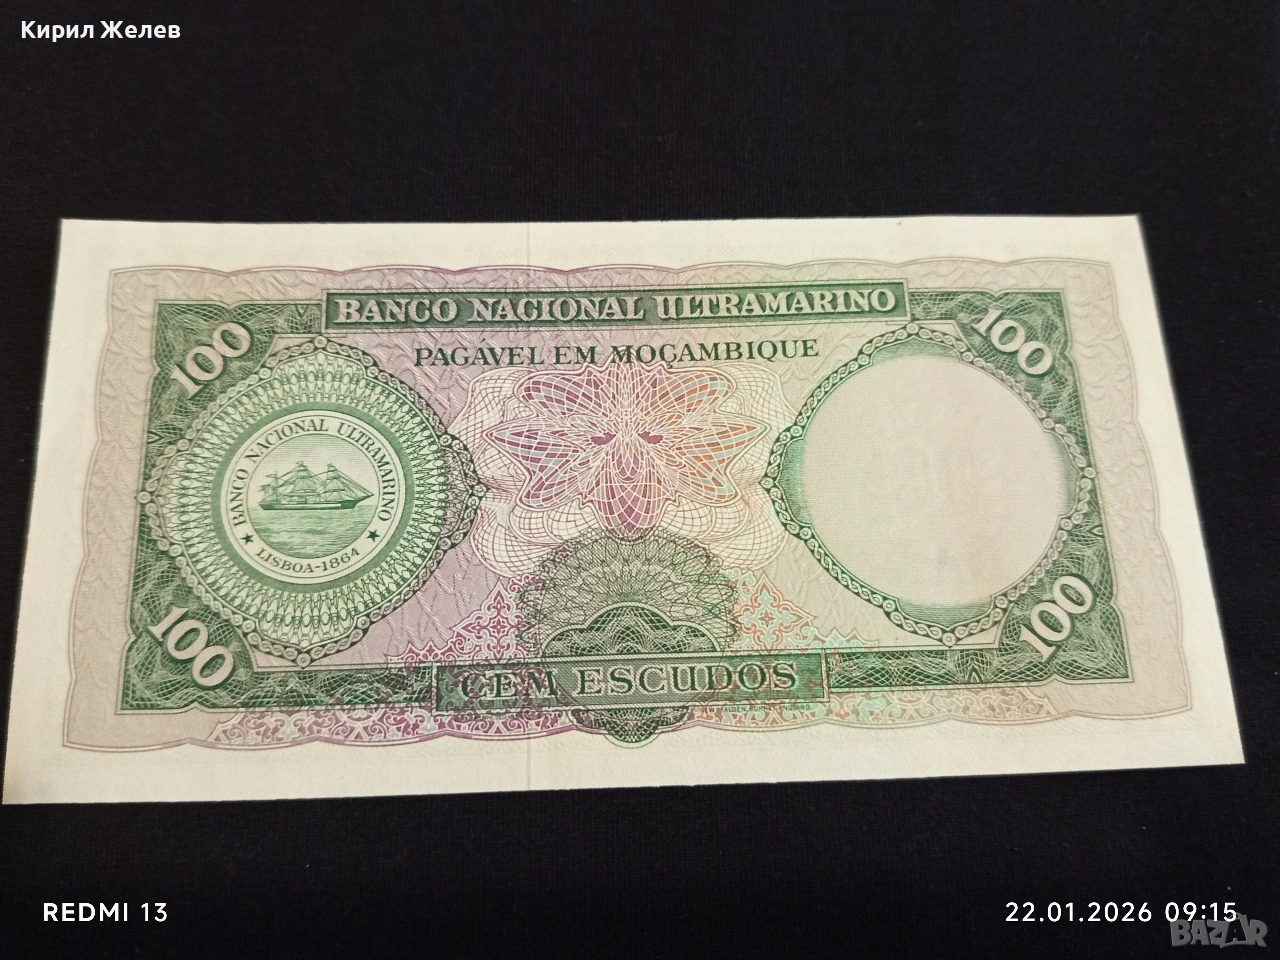 Кирил Желев
BANCO NACIONAL ULTRAMARINO
PAGÁVEL EM MOÇAMBIQUE
100
100
BANCO NACIONAL ULTRAMARINO
★ LISBOA-1864 ★
100
100
CEM ESCUDOS
REDMI 13
22.01.2026 09:15
BAZAR